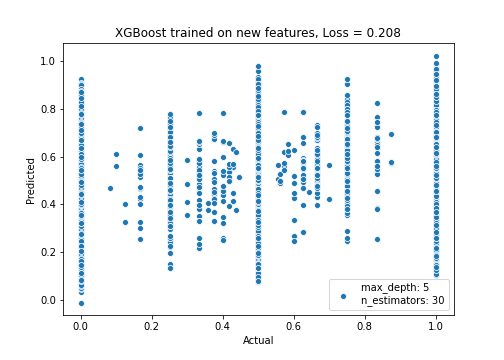 XGBoost trained on new features, Loss = 0.208
1.0
0.8
0.6
0.4
0.2
0.0
Predicted
max_depth: 5
n_estimators: 30
0.0 0.2 0.4 0.6 0.8 1.0
Actual